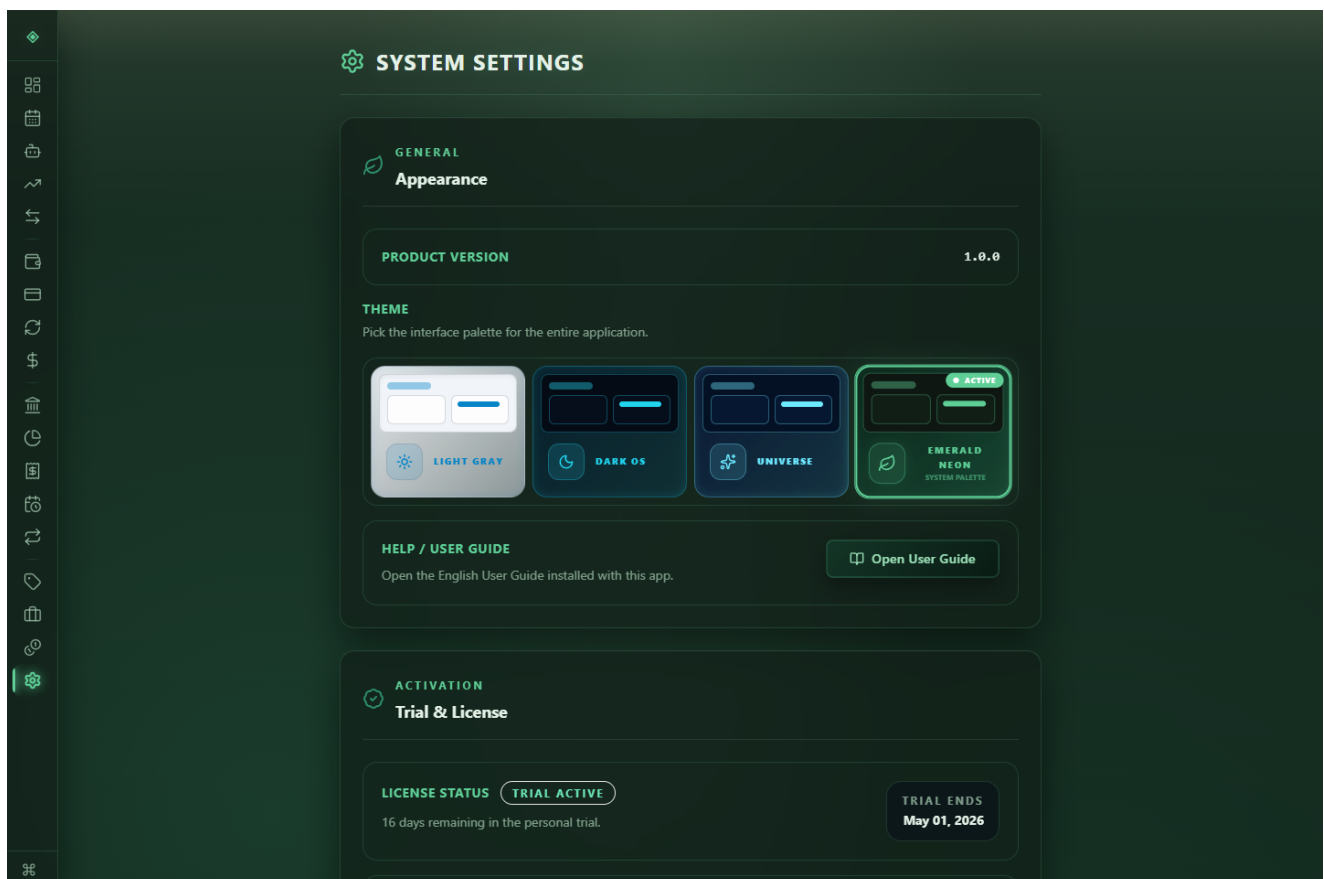 SYSTEM SETTINGS
GENERAL
Appearance
PRODUCT VERSION
1.0.0
THEME
Pick the interface palette for the entire application.
LIGHT GRAY
DARK OS
UNIVERSE
ACTIVE
EMERALD
NEON
SYSTEM PALETTE
HELP / USER GUIDE
Open the English User Guide installed with this app.
Open User Guide
ACTIVATION
Trial & License
LICENSE STATUS
TRIAL ACTIVE
16 days remaining in the personal trial.
TRIAL ENDS
May 01, 2026